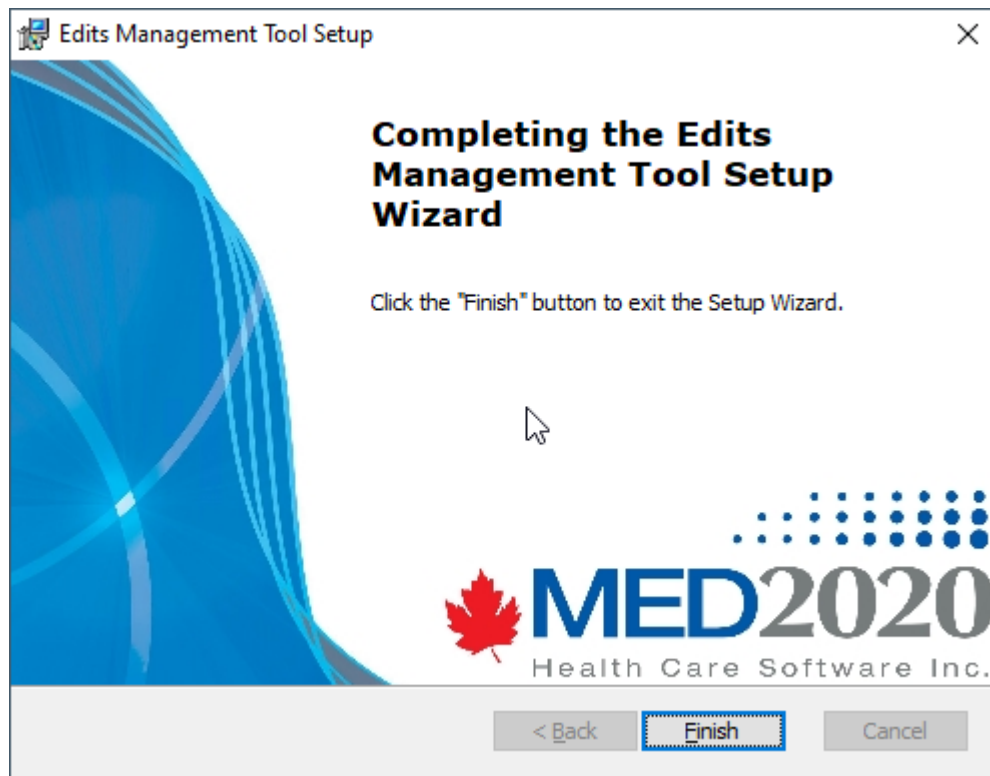 Edits Management Tool Setup
Completing the Edits
Management Tool Setup
Wizard
Click the "Finish" button to exit the Setup Wizard.
MED2020
Health Care Software Inc.
< Back
Finish
Cancel